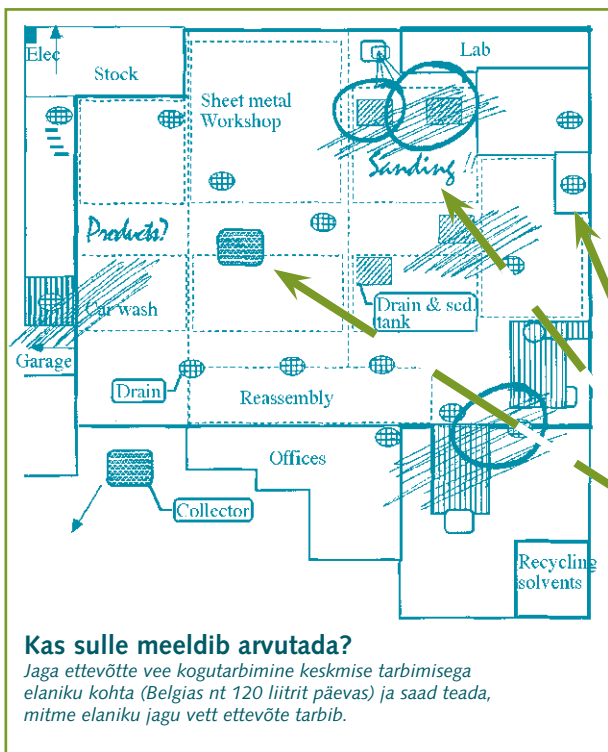 Elec
Stock
Lab
Sheet metal
Workshop
Sanding !!
Products?
Car wash
Drain & sed.
tank
Garage
Drain
Reassembly
Offices
Collector
Recycling
solvents
Kas sulle meeldib arvutada?
Jaga ettevõtte vee kogutarbimine keskmise tarbimisega
elaniku kohta (Belgias nt 120 liitrit päevas) ja saad teada,
mitme elaniku jagu vett ettevõte tarbib.